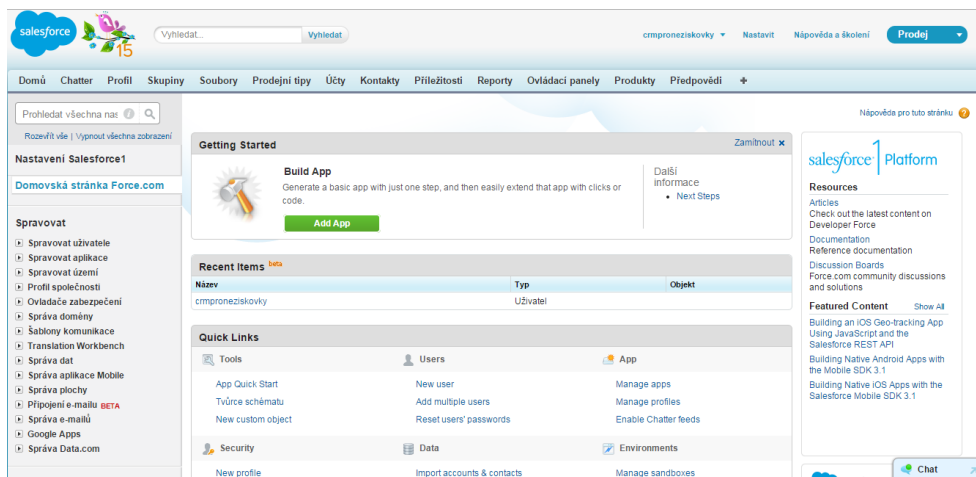 salesforce
15
Vyhledat...
Vyhledat
crmproneziskovky
Nastavit
Nápověda a školení
Prodej
Domů Chatter Profil Skupiny Soubory Prodejní tipy Účty Kontakty Příležitosti Reporty Ovládací panely Produkty Předpovědi +
Prohledat všechna nas
Rozevřít vše | Vypnout všechna zobrazení
Nastavení Salesforce1
Domovská stránka Force.com
Spravovat
Spravovat uživatele
Spravovat aplikace
Spravovat území
Profil společnosti
Ovladače zabezpečení
Správa domény
Šablony komunikace
Translation Workbench
Správa dat
Správa aplikace Mobile
Správa plochy
Připojení e-mailu BETA
Správa e-mailů
Google Apps
Správa Data.com
Nápověda pro tuto stránku
Getting Started
Zamítnout x
Build App
Generate a basic app with just one step, and then easily extend that app with clicks or
code.
Add App
Další
informace
• Next Steps
Recent Items beta
Název Typ Objekt
crmproneziskovky Uživatel
Quick Links
Tools Users App
App Quick Start New user Manage apps
Tvůrce schématu Add multiple users Manage profiles
New custom object Reset users' passwords Enable Chatter feeds
Security Data Environments
New profile Import accounts & contacts Manage sandboxes
salesforce1 Platform
Resources
Articles
Check out the latest content on
Developer Force
Documentation
Reference documentation
Discussion Boards
Force.com community discussions
and solutions
Featured Content Show All
Building an iOS Geo-tracking App
Using JavaScript and the
Salesforce REST API
Building Native Android Apps with
the Mobile SDK 3.1
Building Native iOS Apps with the
Salesforce Mobile SDK 3.1
Chat